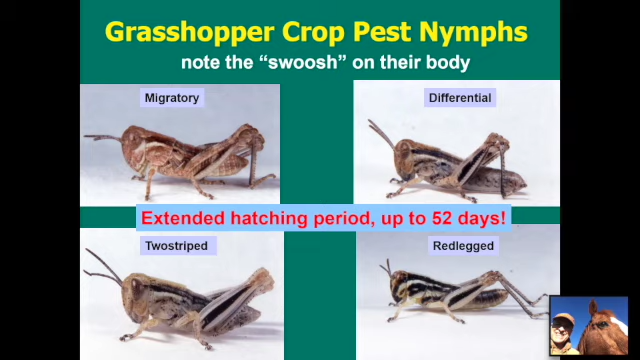 Grasshopper Crop Pest Nymphs
note the “swoosh” on their body
Migratory
Differential
Extended hatching period, up to 52 days!
Twostriped
Redlegged